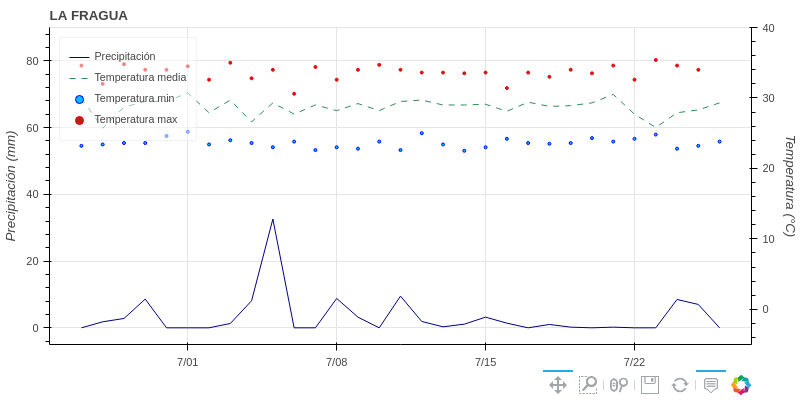 LA FRAGUA
Precipitación
Temperatura media
Temperatura min
Temperatura max
Precipitación (mm)
80
60
40
20
0
Temperatura (°C)
40
30
20
10
0
7/01
7/08
7/15
7/22